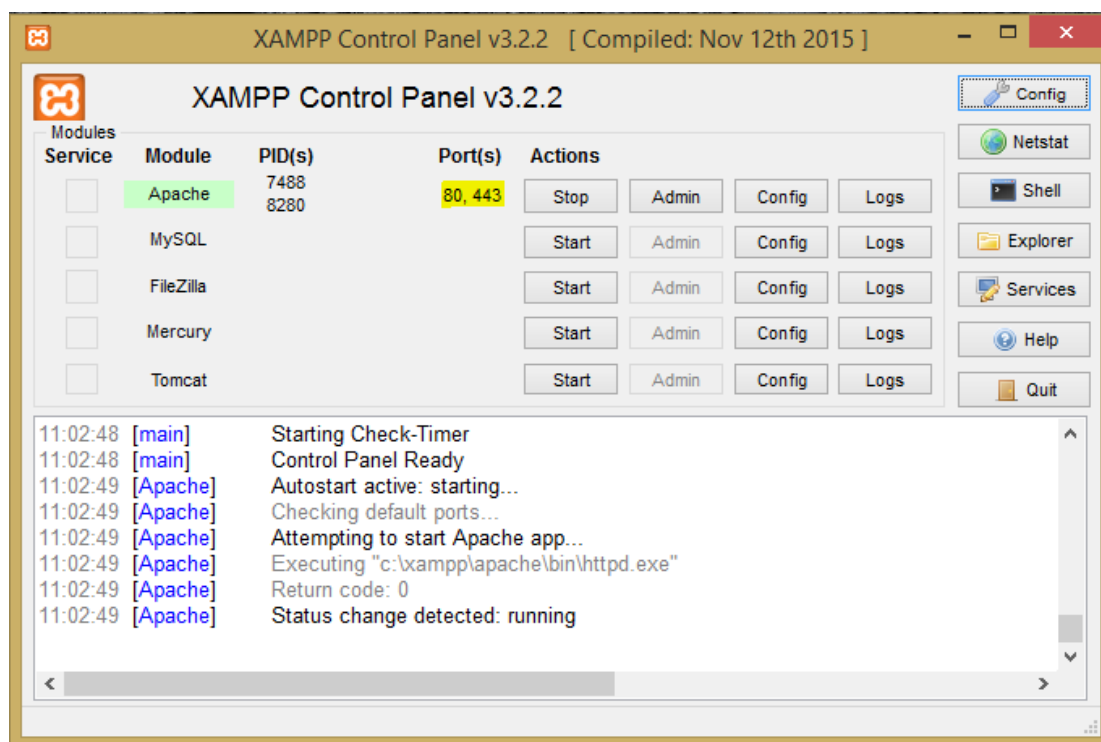 XAMPP Control Panel v3.2.2 [ Compiled: Nov 12th 2015 ]
XAMPP Control Panel v3.2.2
Config
Modules
Service Module PID(s) Port(s) Actions
Netstat
Apache 7488 8280 80, 443 Stop Admin Config Logs
Shell
MySQL Start Admin Config Logs
Explorer
FileZilla Start Admin Config Logs
Services
Mercury Start Admin Config Logs
Help
Tomcat Start Admin Config Logs
Quit
11:02:48 [main] Starting Check-Timer
11:02:48 [main] Control Panel Ready
11:02:49 [Apache] Autostart active: starting...
11:02:49 [Apache] Checking default ports...
11:02:49 [Apache] Attempting to start Apache app...
11:02:49 [Apache] Executing "c:\xampp\apache\bin\httpd.exe"
11:02:49 [Apache] Return code: 0
11:02:49 [Apache] Status change detected: running